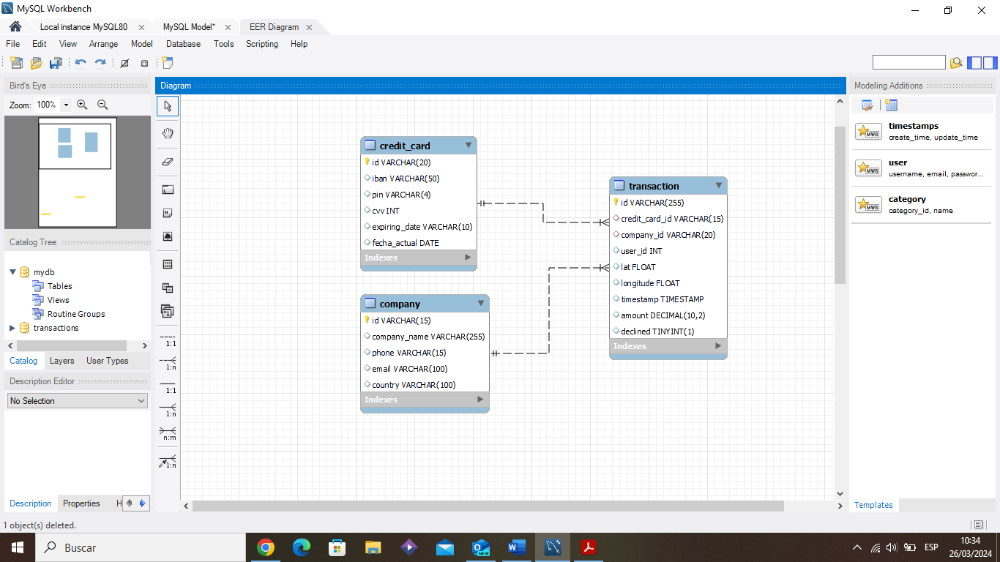 MySQL Workbench
Local instance MySQL80
MySQL Model*
EER Diagram
File Edit View Arrange Model Database Tools Scripting Help
Bird's Eye
Zoom: 100%
Catalog Tree
mydb
Tables
Views
Routine Groups
transactions
Catalog Layers User Types
Description Editor
No Selection
Description Properties H
1 object(s) deleted.
1:1
1:n
1:1
1:n
n:m
1:n
Diagram
credit_card
id VARCHAR(20)
iban VARCHAR(50)
pin VARCHAR(4)
cvv INT
expiring_date VARCHAR(10)
fecha_actual DATE
Indexes
company
id VARCHAR(15)
company_name VARCHAR(255)
phone VARCHAR(15)
email VARCHAR(100)
country VARCHAR(100)
Indexes
transaction
id VARCHAR(255)
credit_card_id VARCHAR(15)
company_id VARCHAR(20)
user_id INT
lat FLOAT
longitude FLOAT
timestamp TIMESTAMP
amount DECIMAL(10,2)
declined TINYINT(1)
Indexes
Modeling Additions
MWB
timestamps
create_time, update_time
MWB
user
username, email, passwor...
MWB
category
category_id, name
Templates
Buscar
NEW
W
ESP
10:34
26/03/2024